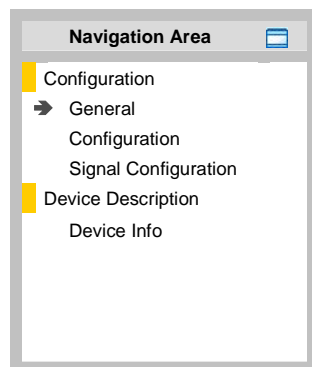 Navigation Area
Configuration
General
Configuration
Signal Configuration
Device Description
Device Info